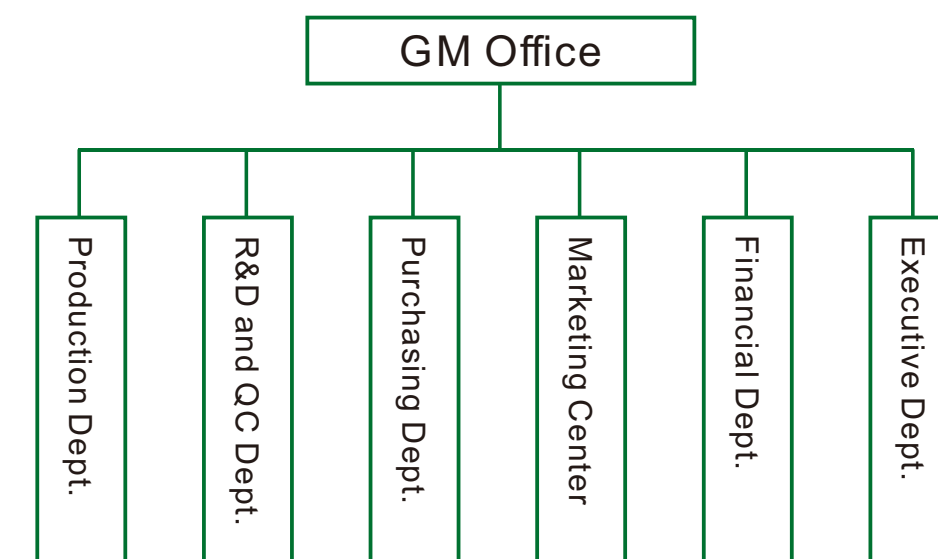 GM Office
Production Dept.
R&D and QC Dept.
Purchasing Dept.
Marketing Center
Financial Dept.
Executive Dept.